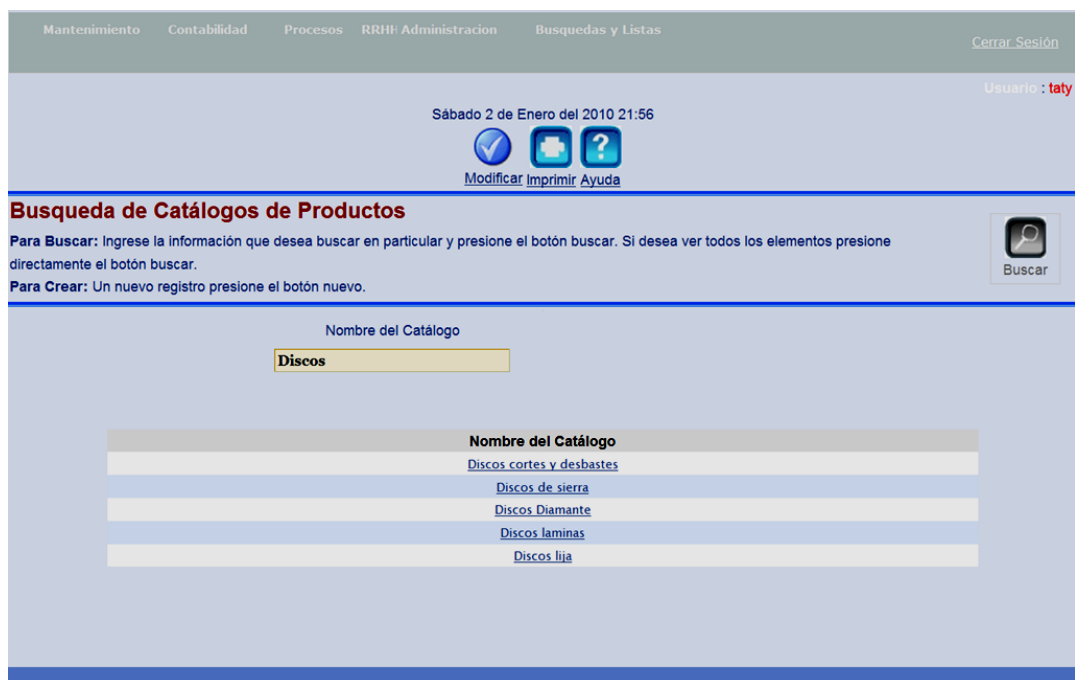 Mantenimiento Contabilidad Procesos RRHH Administracion Busquedas y Listas
Cerrar Sesión
Usuario : taty
Sábado 2 de Enero del 2010 21:56
Modificar Imprimir Ayuda
Busqueda de Catálogos de Productos
Para Buscar: Ingrese la información que desea buscar en particular y presione el botón buscar. Si desea ver todos los elementos presione
directamente el botón buscar.
Para Crear: Un nuevo registro presione el botón nuevo.
Buscar
Nombre del Catálogo
Discos
Nombre del Catálogo
Discos cortes y desbastes
Discos de sierra
Discos Diamante
Discos laminas
Discos lija